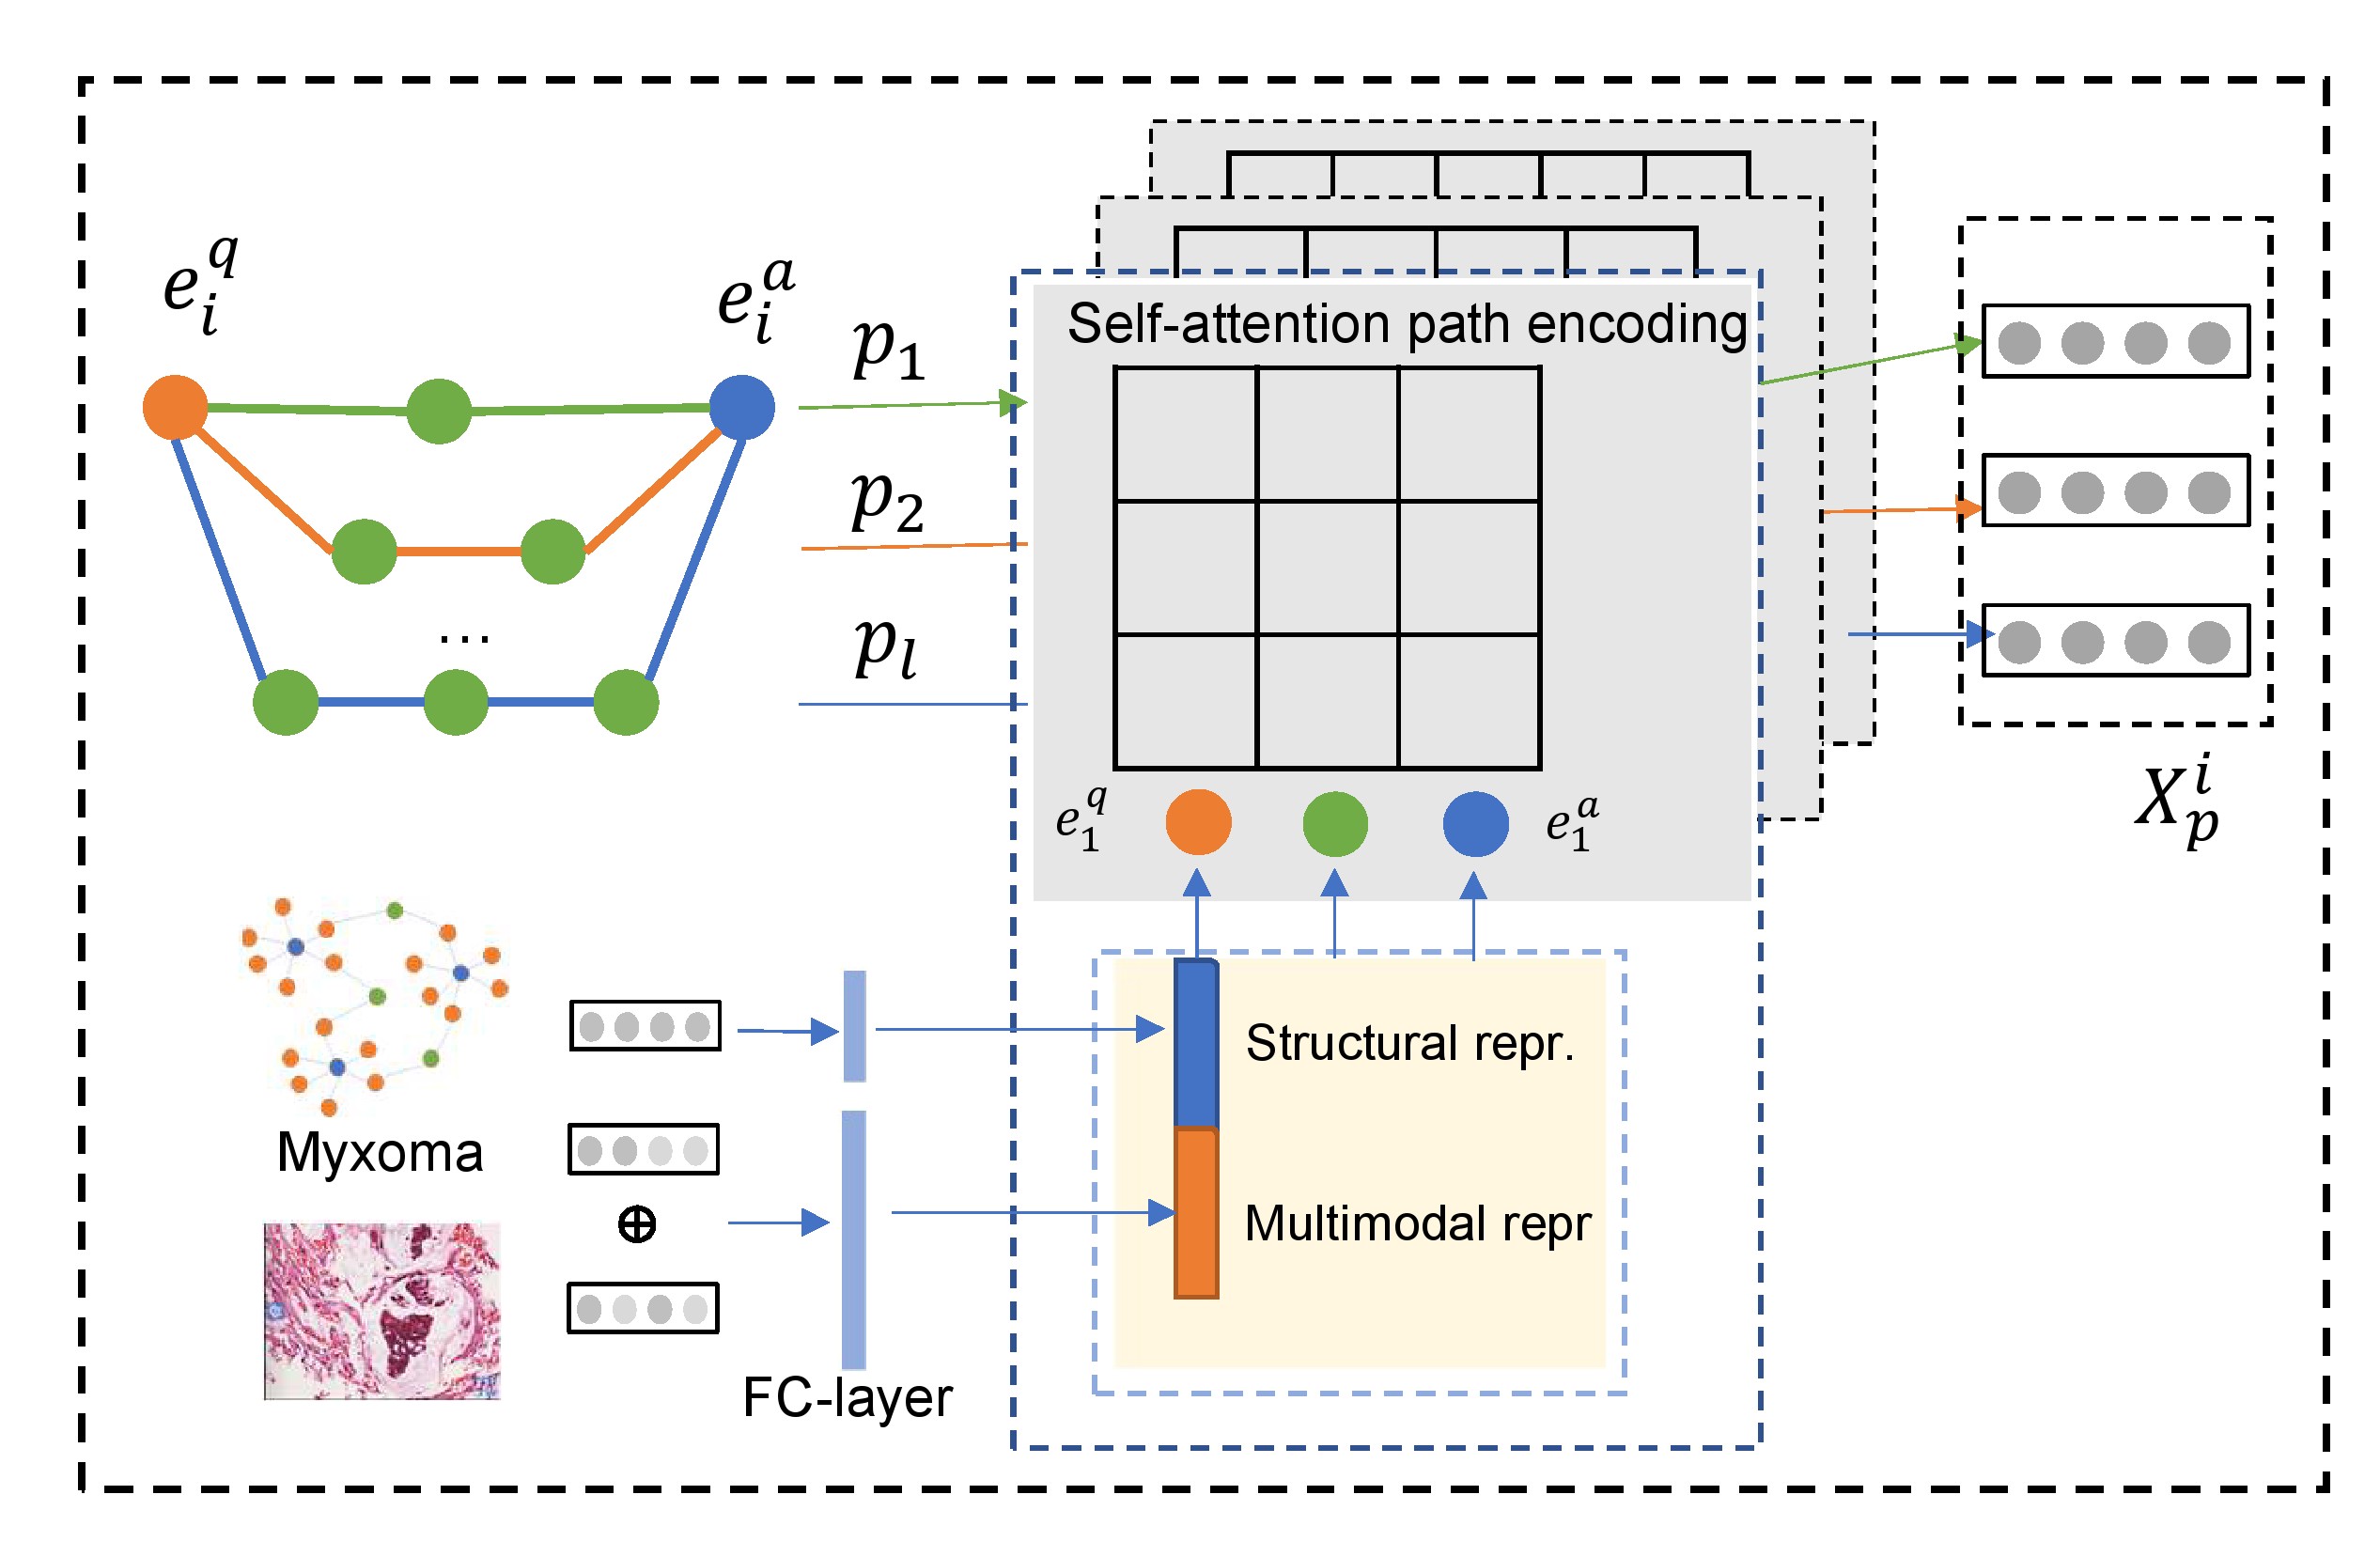 e_i^q
e_i^a
p_1
p_2
...
p_l
Self-attention path encoding
e_1^q
e_1^a
X_p^i
Myxoma
⊕
FC-layer
Structural repr.
Multimodal repr